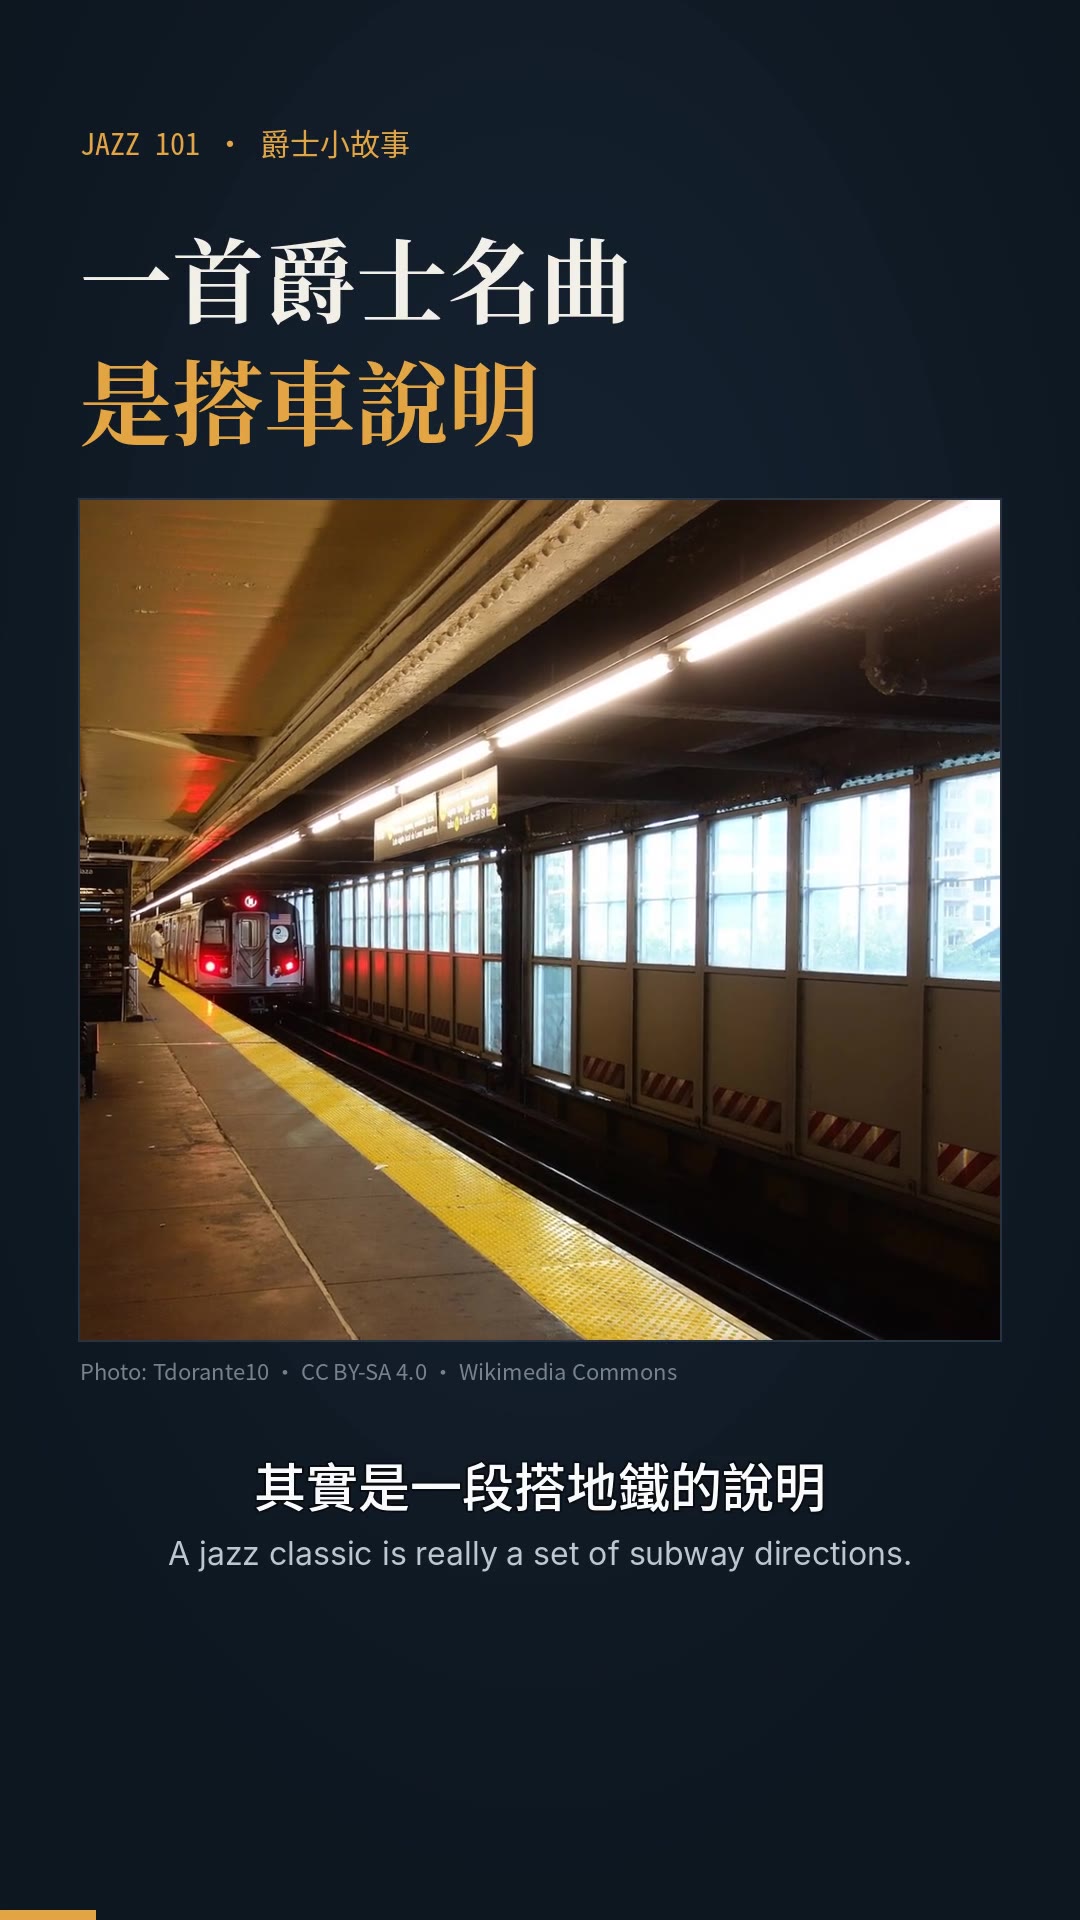 JAZZ 101 • 爵士小故事
一首爵士名曲
是搭車說明
Photo: Tdorante10 • CC BY-SA 4.0 • Wikimedia Commons
其實是一段搭地鐵的說明
A jazz classic is really a set of subway directions.